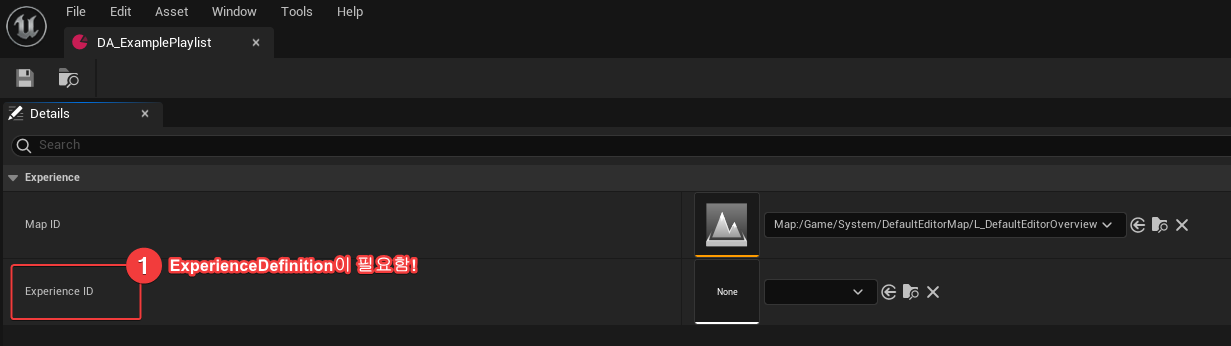 File Edit Asset Window Tools Help
DA_ExamplePlaylist
Details
Search
Experience
Map ID
Map:/Game/System/DefaultEditorMap/L_DefaultEditorOverview
1 ExperienceDefinition이 필요함!
Experience ID
None